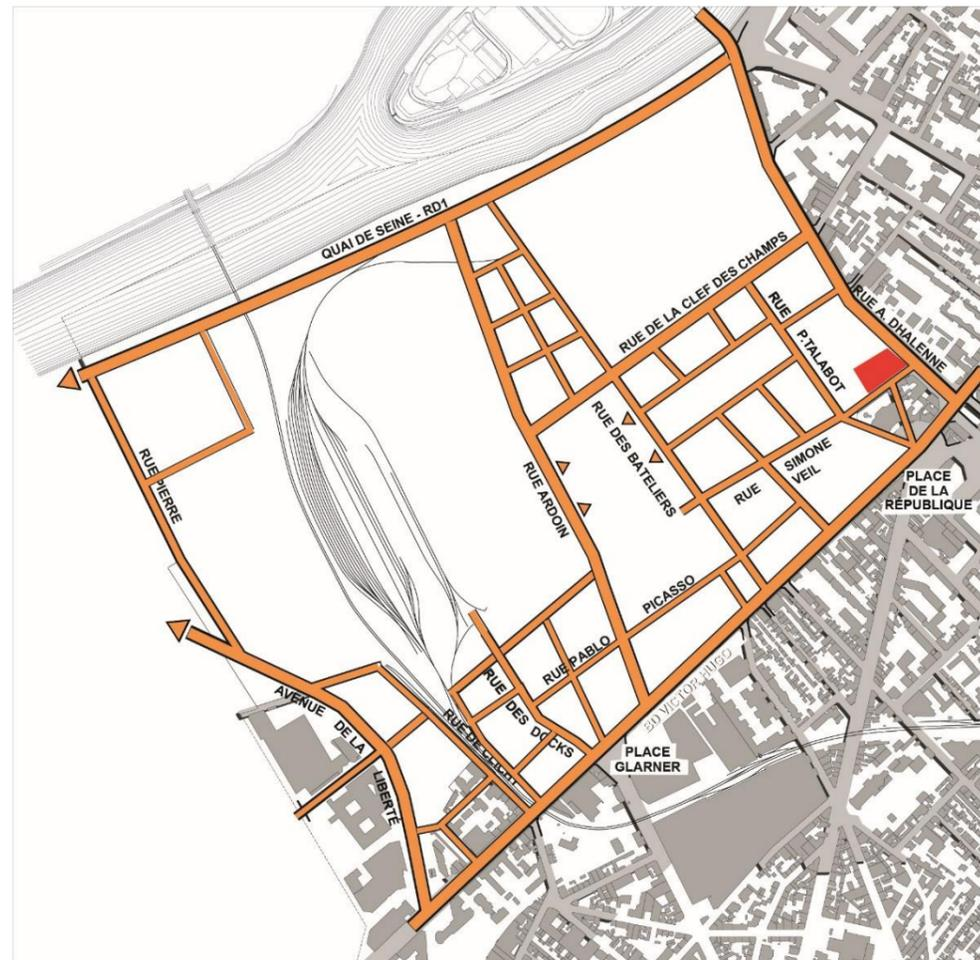 QUAI DE SEINE - RD1
RUE DE LA CLEF DES CHAMPS
RUE
P.TALABOT
RUE A. DHALENNE
RUE DES BATELIERS
RUE
SIMONE
VEIL
PLACE
DE LA
RÉPUBLIQUE
RUE PIERRE
RUE ARDOIN
PICASSO
RUE PABLO
RUE DES DOCKS
RUE DE CLICHY
AVENUE DE LA
LIBERTÉ
BD VICTOR HUGO
PLACE
GLARNER